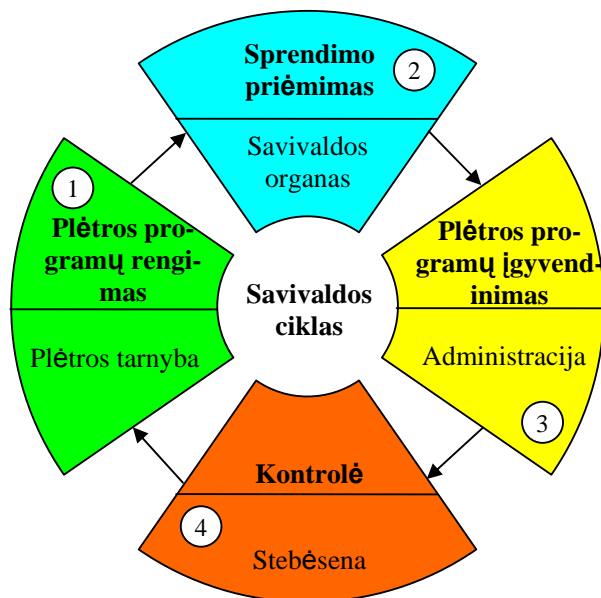 1
Plėtros pro-
gramų rengi-
mas
Plėtros tarnyba
2
Sprendimo
priėmimas
Savivaldos
organas
Plėtros pro-
gramų įgyvend-
inimas
Administracija
3
Kontrolė
4
Stebėsena
Savivaldos
ciklas